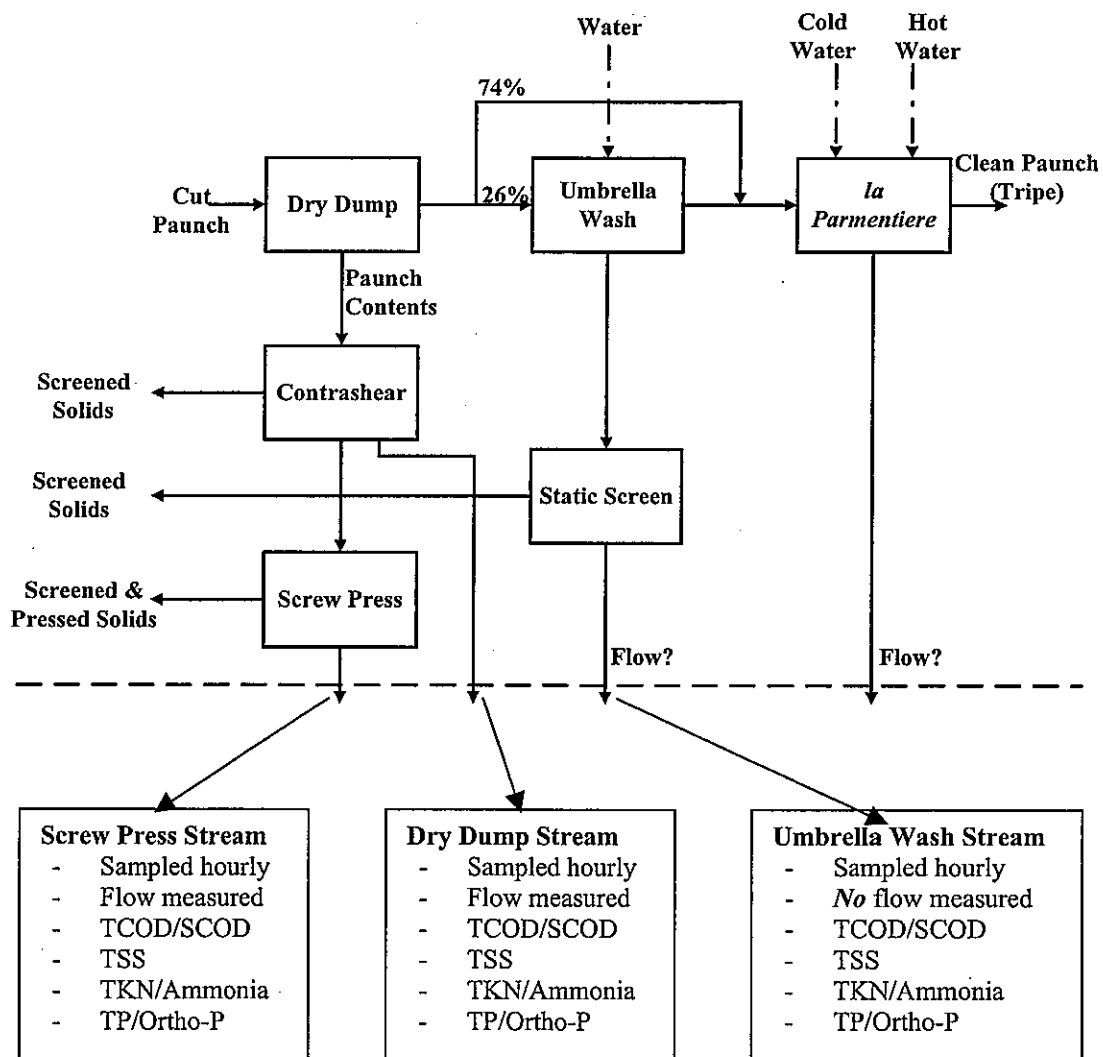 Water
Cold
Water
Hot
Water
74%
Cut
Paunch
Dry Dump
26%
Umbrella
Wash
la
Parmentiere
Clean Paunch
(Tripe)
Paunch
Contents
Screened
Solids
Contrashear
Screened
Solids
Static Screen
Screened &
Pressed Solids
Screw Press
Flow?
Flow?
Screw Press Stream
- Sampled hourly
- Flow measured
- TCOD/SCOD
- TSS
- TKN/Ammonia
- TP/Ortho-P
Dry Dump Stream
- Sampled hourly
- Flow measured
- TCOD/SCOD
- TSS
- TKN/Ammonia
- TP/Ortho-P
Umbrella Wash Stream
- Sampled hourly
- No flow measured
- TCOD/SCOD
- TSS
- TKN/Ammonia
- TP/Ortho-P